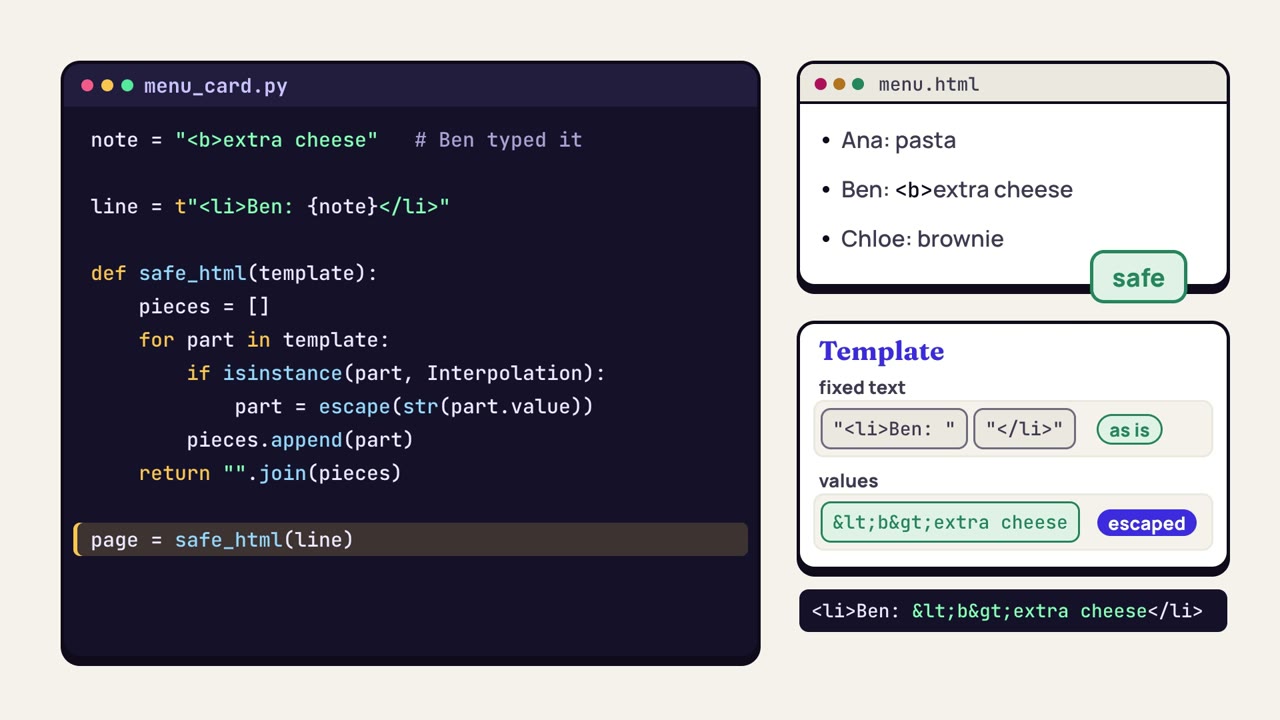 menu_card.py
note = "<b>extra cheese"   # Ben typed it
line = t"<li>Ben: {note}</li>"
def safe_html(template):
    pieces = []
    for part in template:
        if isinstance(part, Interpolation):
            part = escape(str(part.value))
        pieces.append(part)
    return "".join(pieces)
page = safe_html(line)
menu.html
• Ana: pasta
• Ben: <b>extra cheese
• Chloe: brownie
safe
Template
fixed text
"<li>Ben: " "</li>" as is
values
&lt;b&gt;extra cheese escaped
<li>Ben: &lt;b&gt;extra cheese</li>